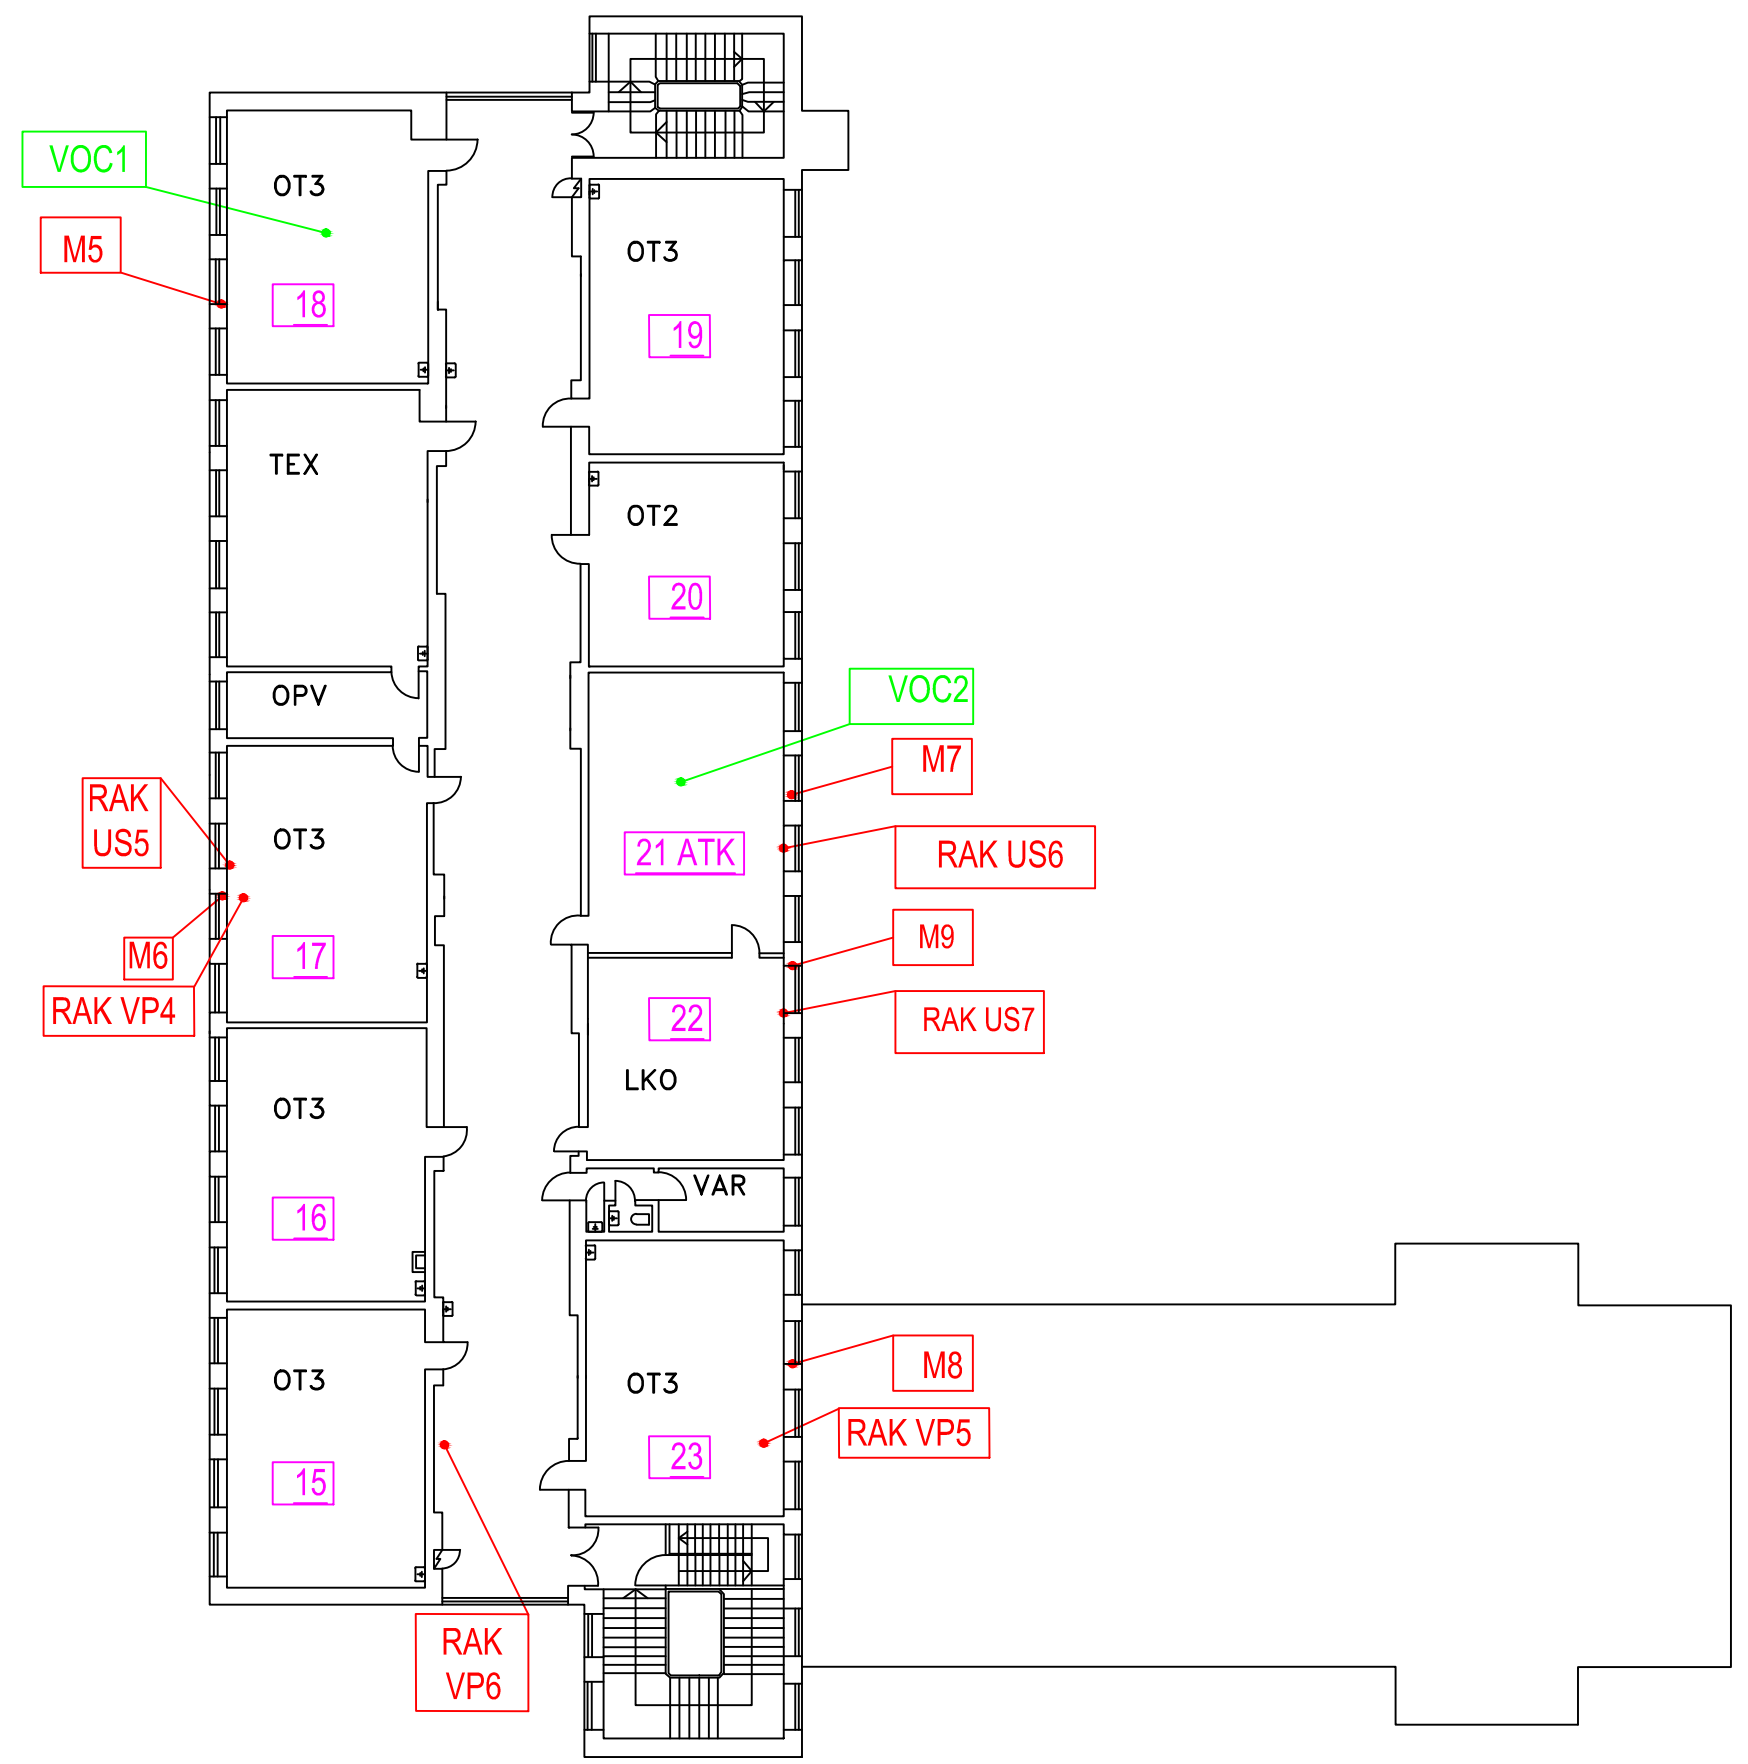 VOC1
OT3
M5
18
OT3
19
TEX
OT2
20
OPV
VOC2
M7
RAK
US5
OT3
21 ATK
RAK US6
M6
17
M9
RAK VP4
22
RAK US7
LKO
OT3
VAR
16
OT3
15
OT3
M8
23
RAK VP5
RAK
VP6